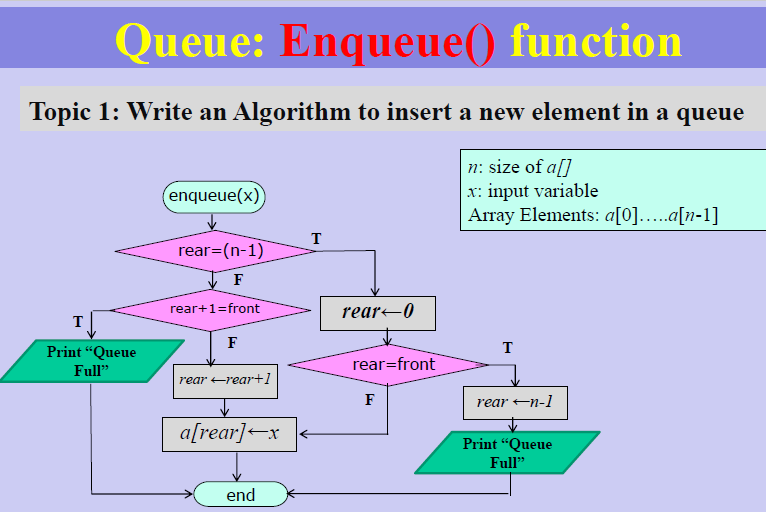 Queue: Enqueue() function
Topic 1: Write an Algorithm to insert a new element in a queue
n: size of a[]
x: input variable
Array Elements: a[0].....a[n-1]
enqueue(x)
rear=(n-1)
T
F
rear+1=front
T
F
rear←0
Print “Queue
Full”
rear ←rear+1
rear=front
T
F
rear ←n-1
a[rear]←x
Print “Queue
Full”
end